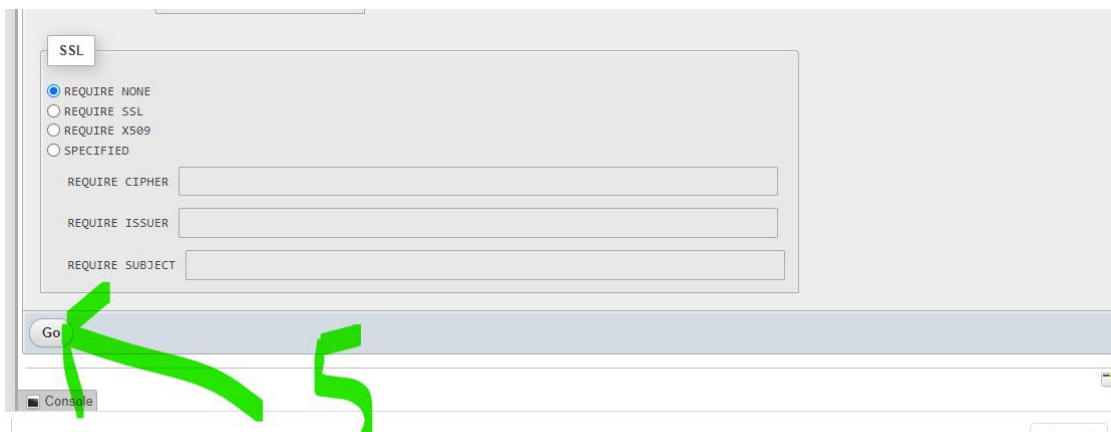 SSL
REQUIRE NONE
REQUIRE SSL
REQUIRE X509
SPECIFIED
REQUIRE CIPHER
REQUIRE ISSUER
REQUIRE SUBJECT
Go
5
Console